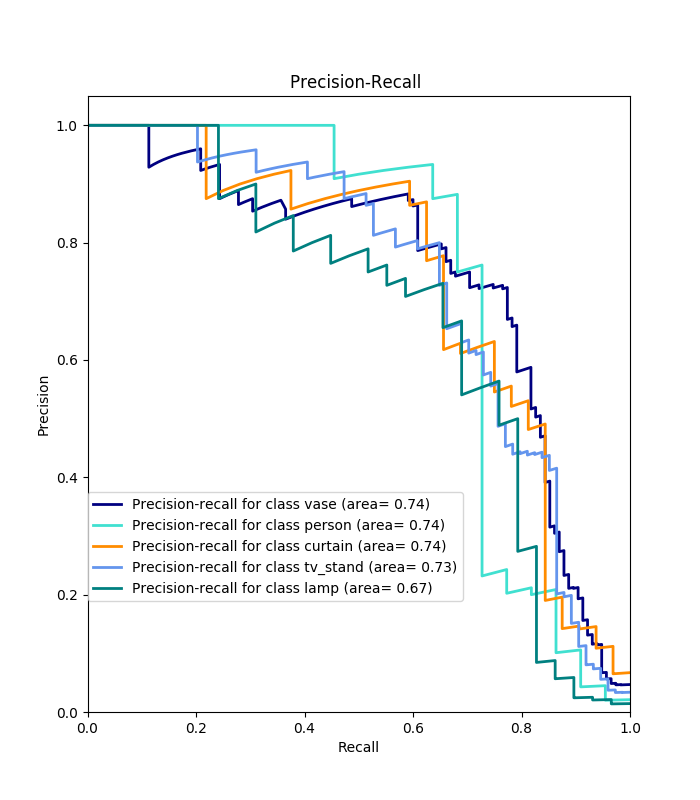 Precision-Recall
1.0
0.8
0.6
0.4
0.2
0.0
Precision
Precision-recall for class vase (area= 0.74)
Precision-recall for class person (area= 0.74)
Precision-recall for class curtain (area= 0.74)
Precision-recall for class tv_stand (area= 0.73)
Precision-recall for class lamp (area= 0.67)
0.0 0.2 0.4 0.6 0.8 1.0
Recall